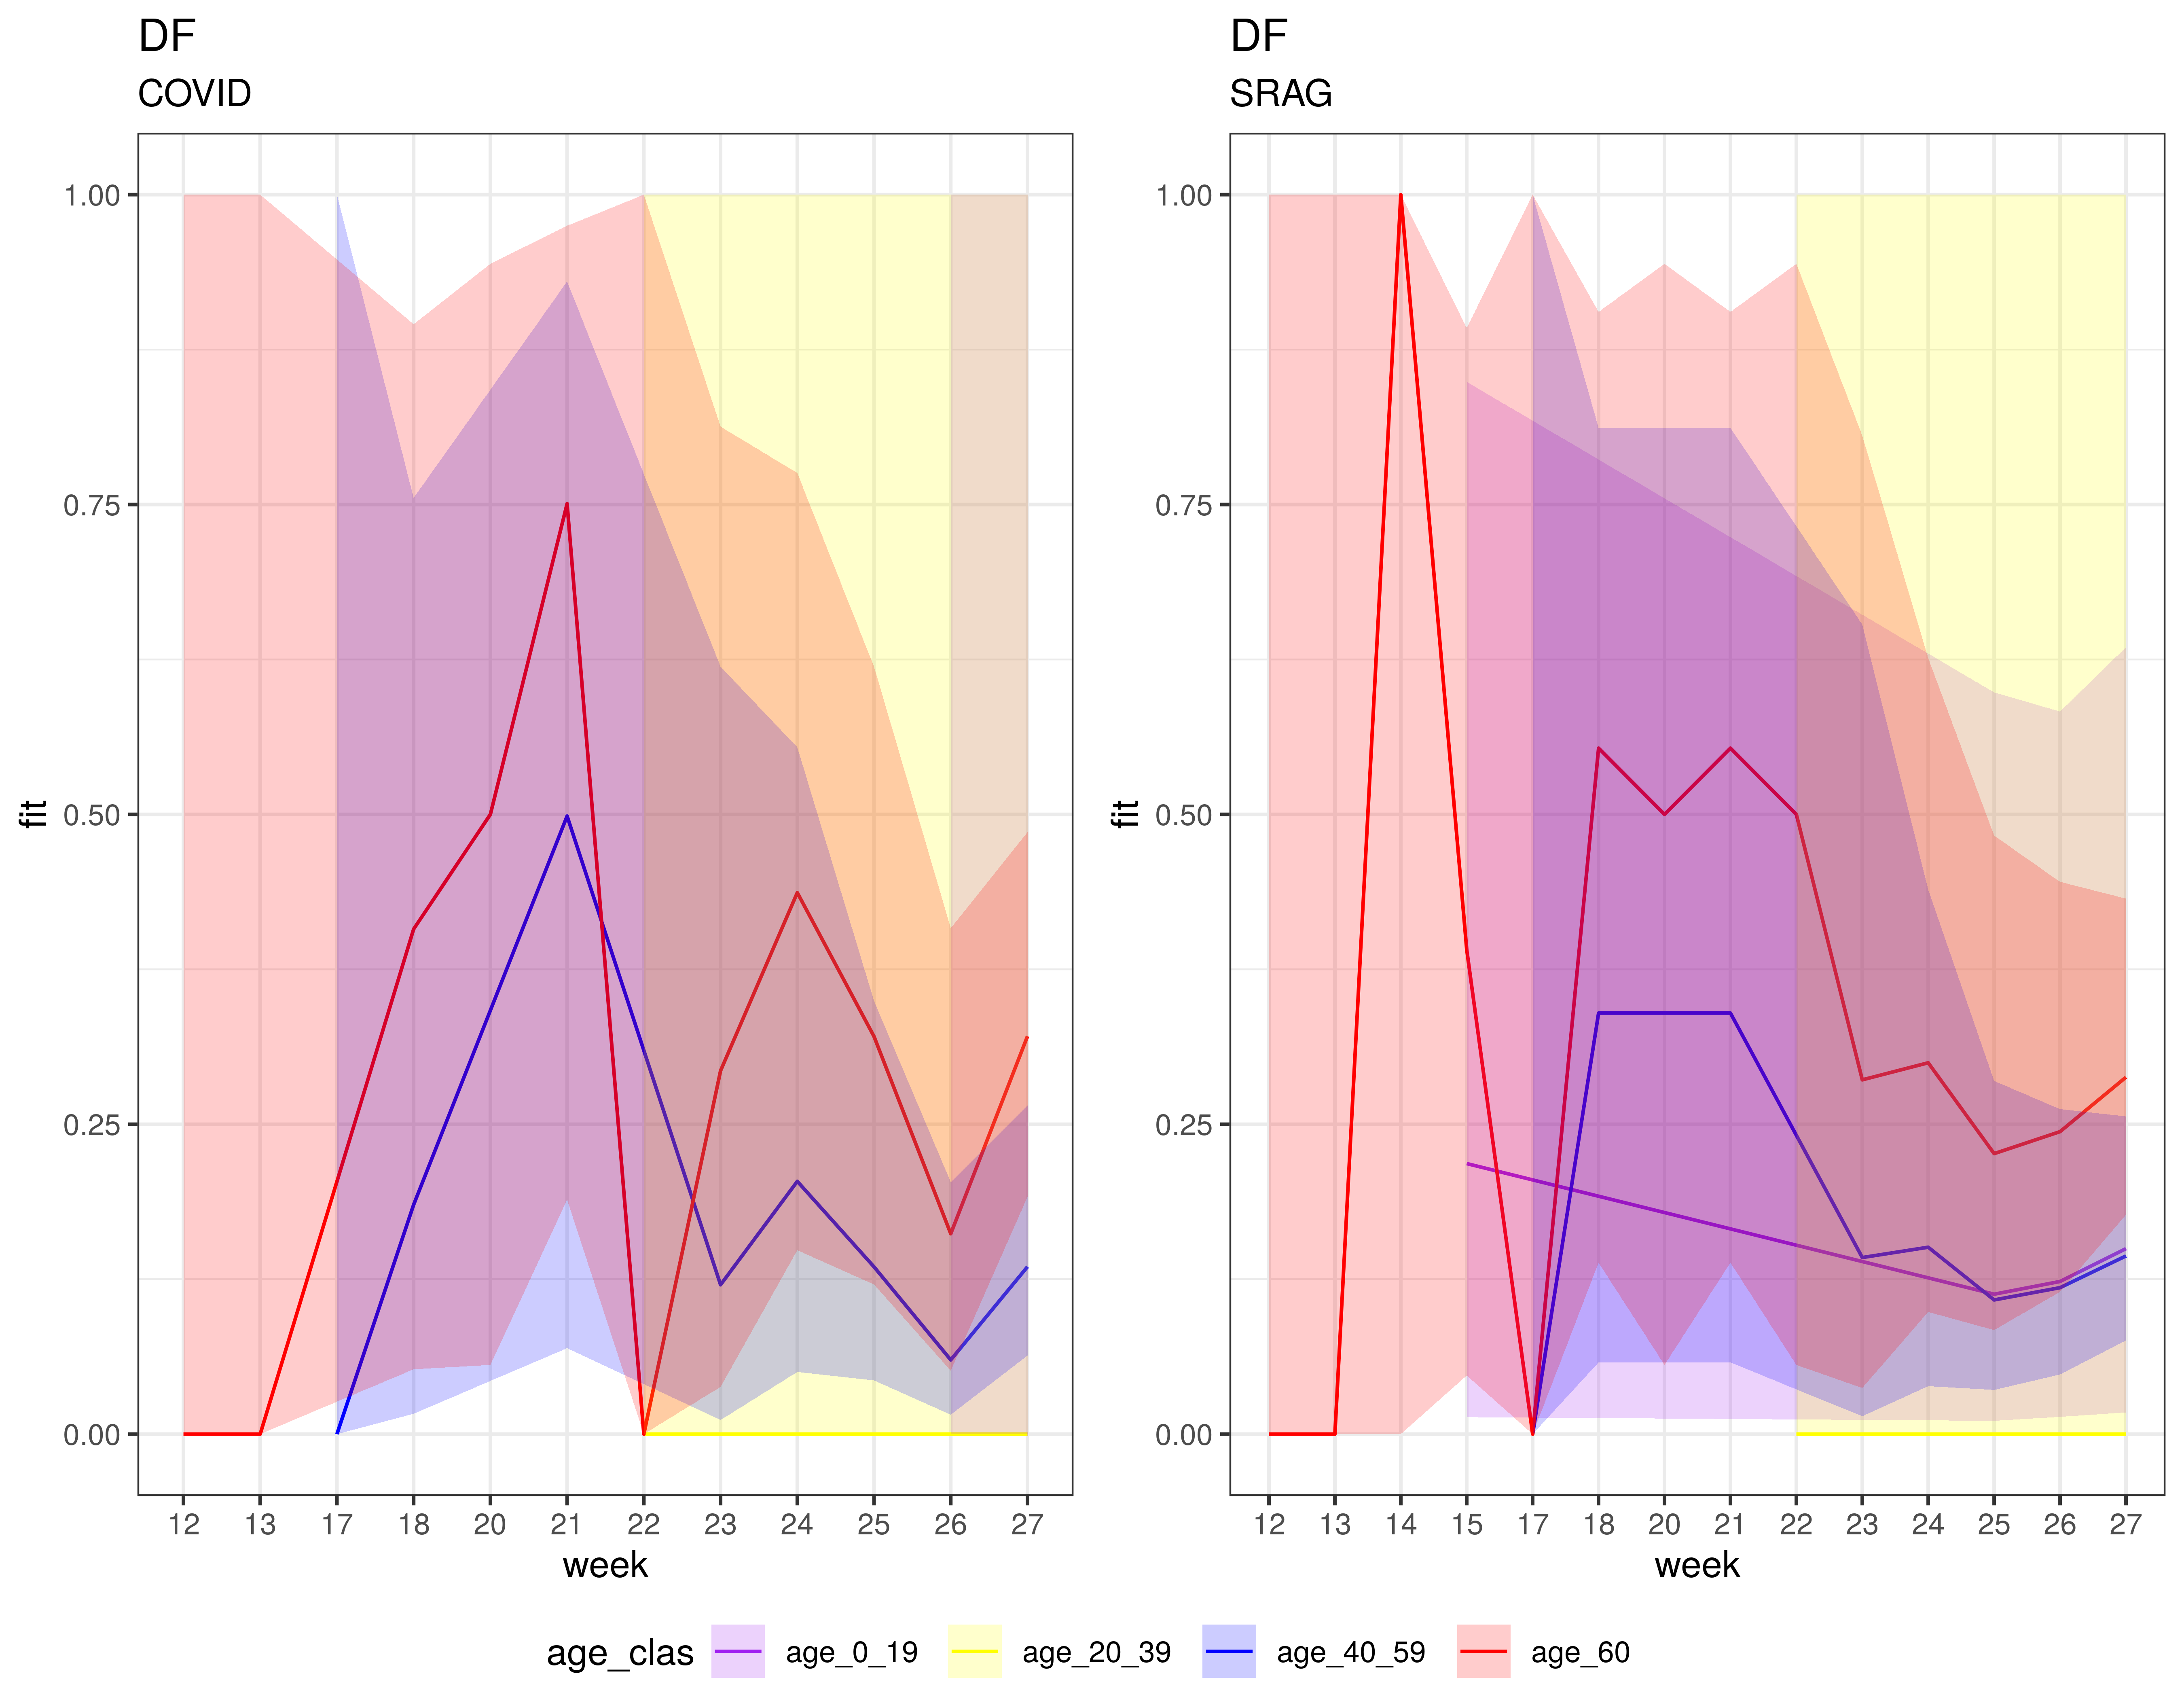 DF
COVID
1.00
0.75
0.50
0.25
0.00
fit
12 13 17 18 20 21 22 23 24 25 26 27
week
DF
SRAG
1.00
0.75
0.50
0.25
0.00
fit
12 13 14 15 17 18 20 21 22 23 24 25 26 27
week
age_clas age_0_19 age_20_39 age_40_59 age_60